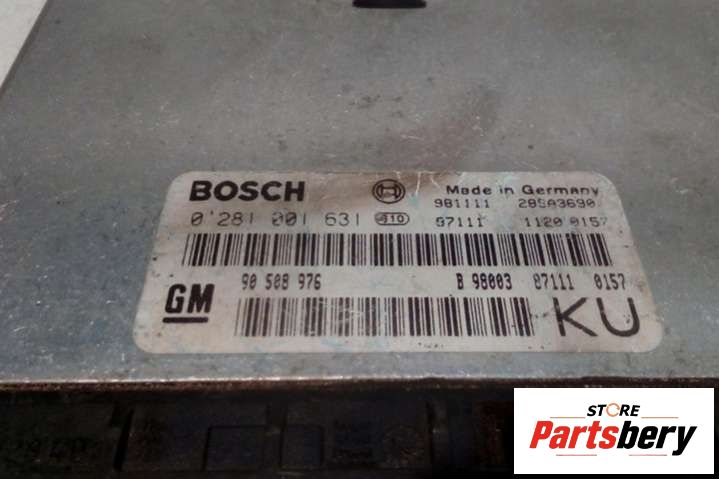 BOSCH
Made in Germany
981111 28SA3690
0'281 001 631 G10 87111 1120 0157
90 508 976 B 98003 87111 0157
GM
KU
STORE
Partsbery